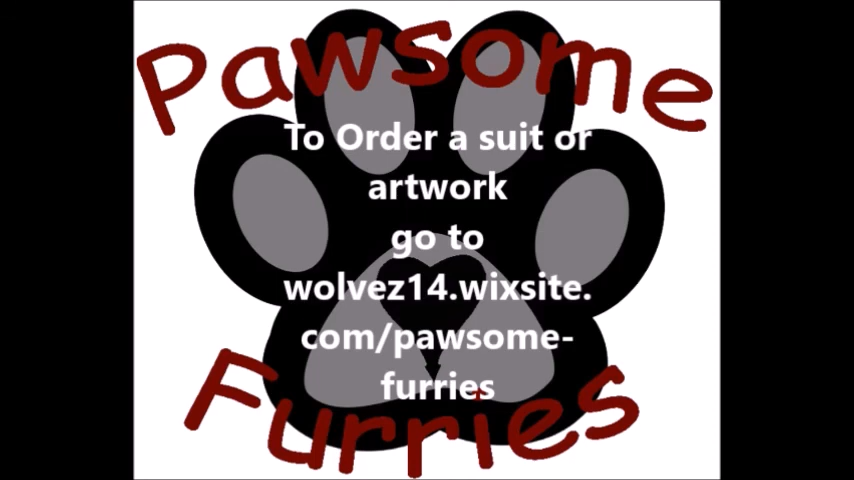 Pawsome
To Order a suit or
artwork
go to
wolvez14.wixsite.
com/pawsome-
furries
Furries